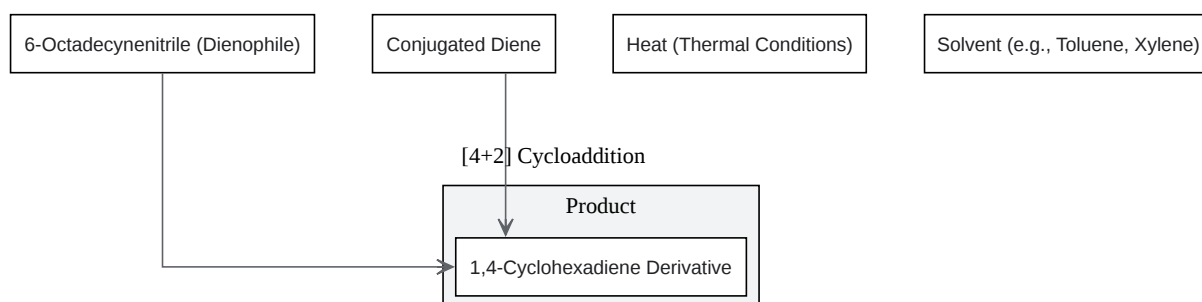 6-Octadecynenitrile (Dienophile)
Conjugated Diene
Heat (Thermal Conditions)
Solvent (e.g., Toluene, Xylene)
[4+2] Cycloaddition
Product
1,4-Cyclohexadiene Derivative